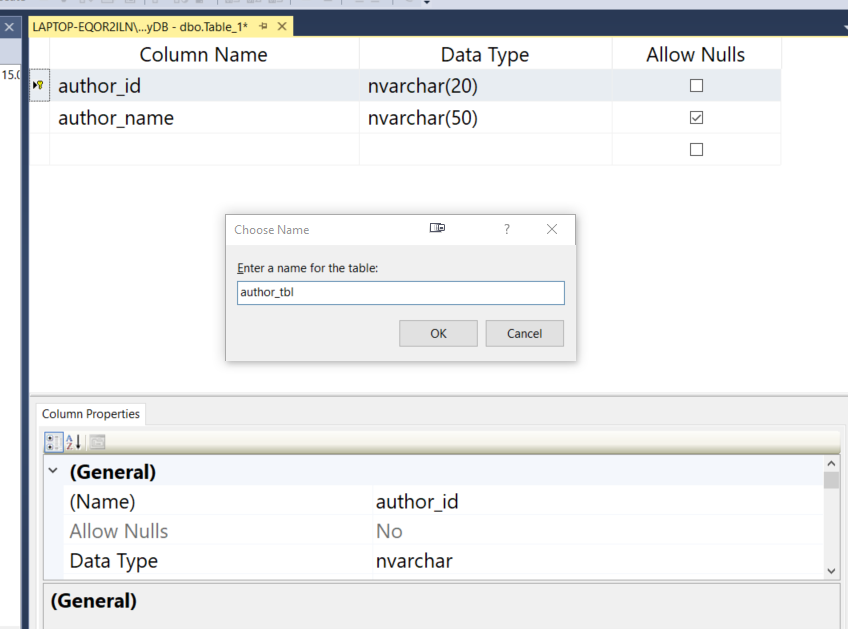 LAPTOP-EQOR2ILN\...yDB - dbo.Table_1*
Column Name Data Type Allow Nulls
15.0
author_id nvarchar(20)
author_name nvarchar(50)
Choose Name ?
Enter a name for the table:
author_tbl
OK Cancel
Column Properties
A
Z
(General)
(Name) author_id
Allow Nulls No
Data Type nvarchar
(General)